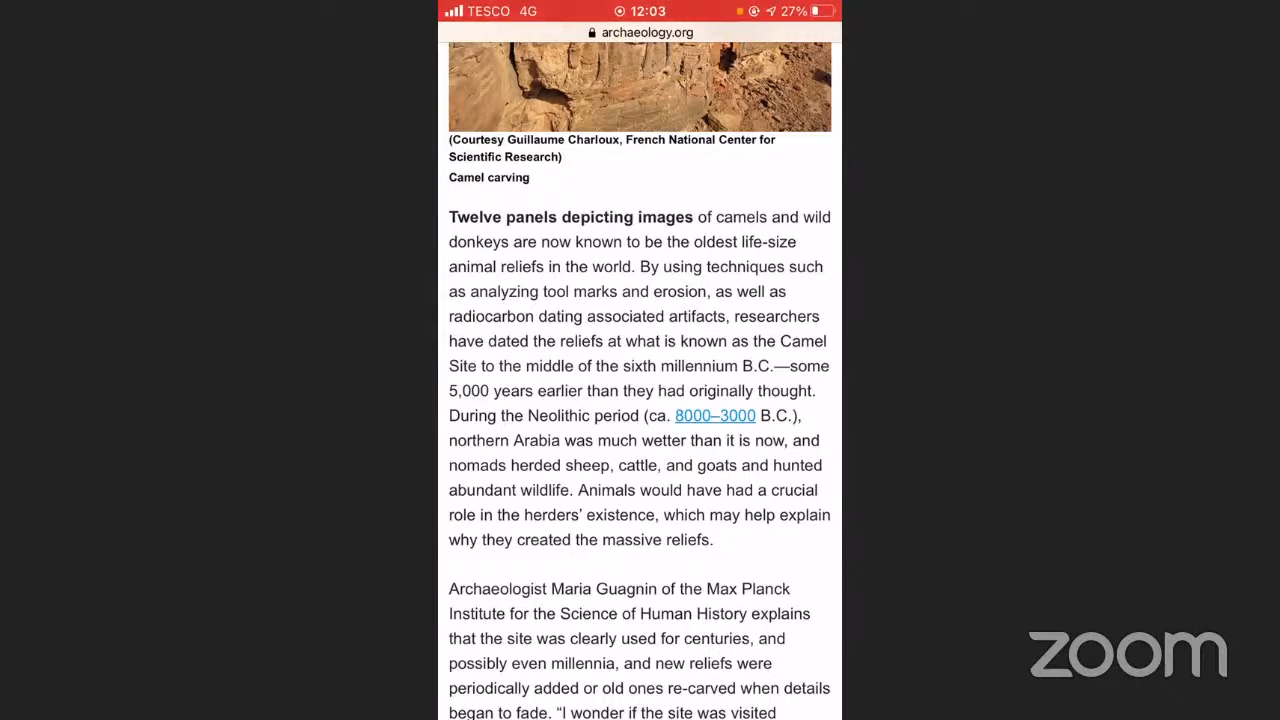 TESCO 4G 12:03 27%
archaeology.org
(Courtesy Guillaume Charloux, French National Center for
Scientific Research)
Camel carving
Twelve panels depicting images of camels and wild
donkeys are now known to be the oldest life-size
animal reliefs in the world. By using techniques such
as analyzing tool marks and erosion, as well as
radiocarbon dating associated artifacts, researchers
have dated the reliefs at what is known as the Camel
Site to the middle of the sixth millennium B.C.—some
5,000 years earlier than they had originally thought.
During the Neolithic period (ca. 8000–3000 B.C.),
northern Arabia was much wetter than it is now, and
nomads herded sheep, cattle, and goats and hunted
abundant wildlife. Animals would have had a crucial
role in the herders’ existence, which may help explain
why they created the massive reliefs.
Archaeologist Maria Guagnin of the Max Planck
Institute for the Science of Human History explains
that the site was clearly used for centuries, and
possibly even millennia, and new reliefs were
periodically added or old ones re-carved when details
began to fade. “I wonder if the site was visited
zoom